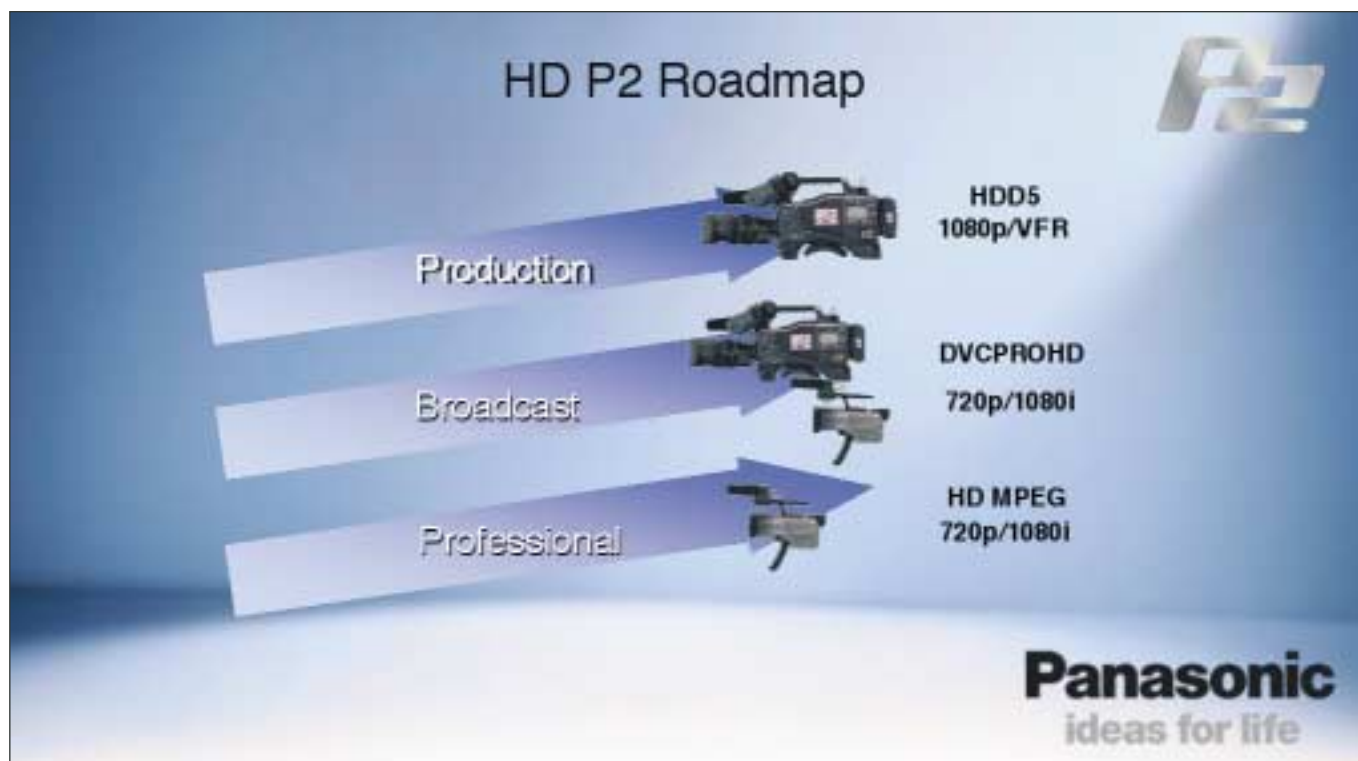 HD P2 Roadmap
P2
Production
HDD5
1080p/VFR
Broadcast
DVCPROHD
720p/1080i
Professional
HD MPEG
720p/1080i
Panasonic
ideas for life